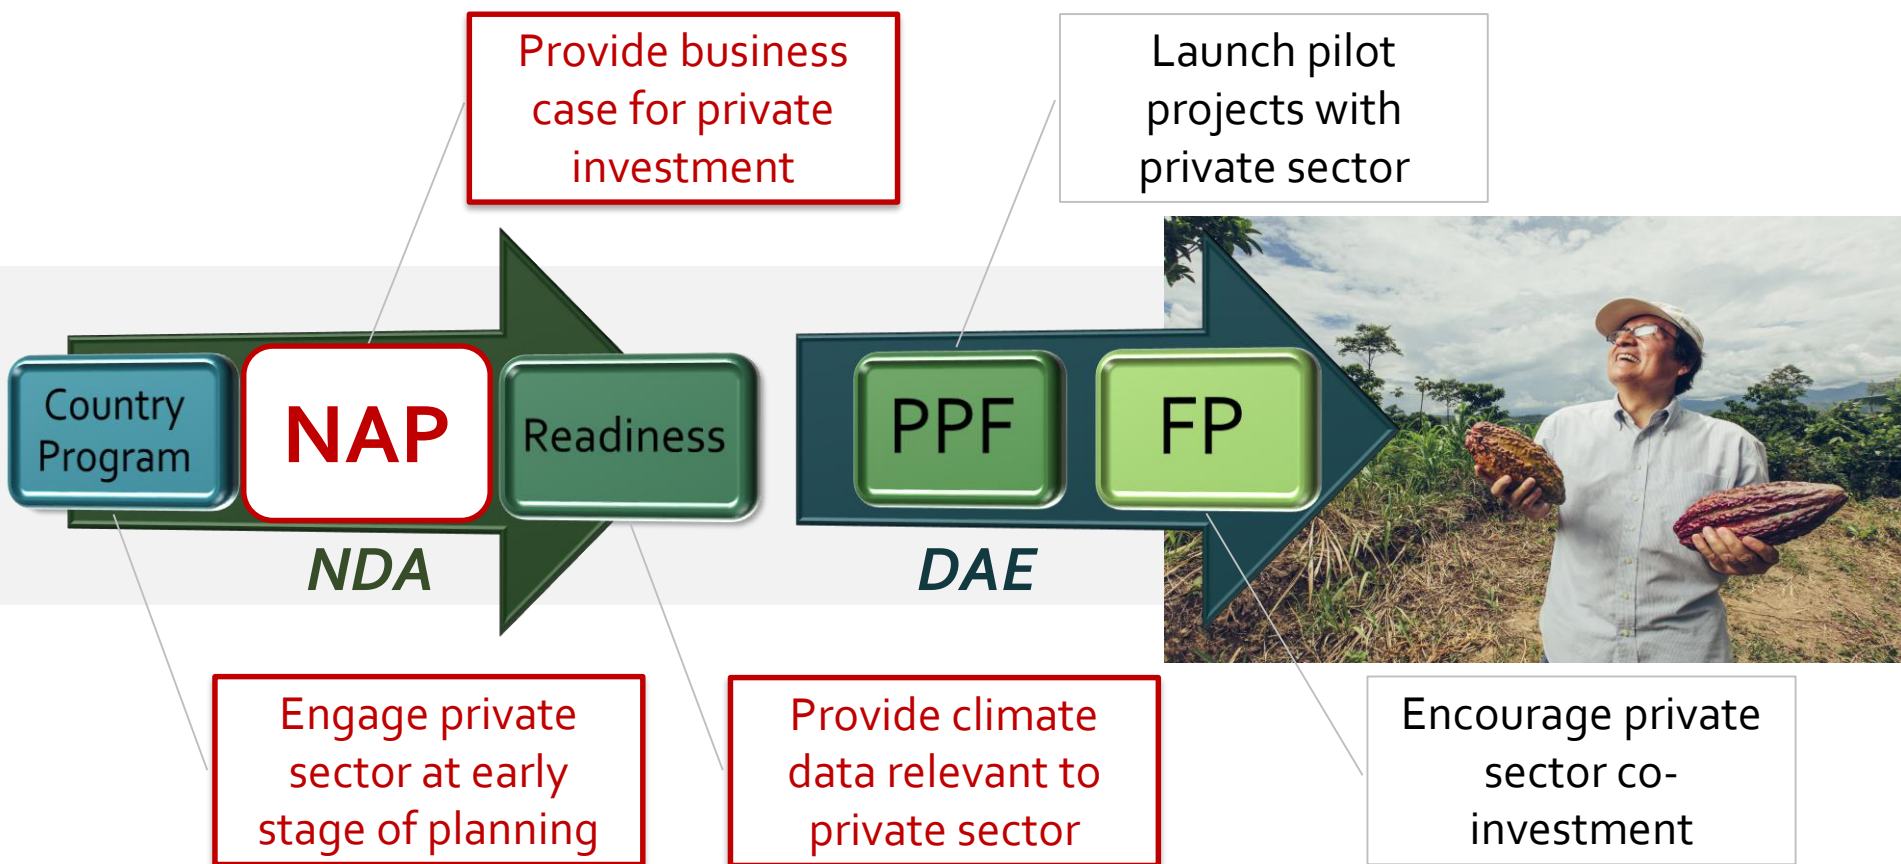 Provide business
case for private
investment
Launch pilot
projects with
private sector
Country
Program
NAP
Readiness
PPF
FP
NDA
DAE
Engage private
sector at early
stage of planning
Provide climate
data relevant to
private sector
Encourage private
sector co-
investment